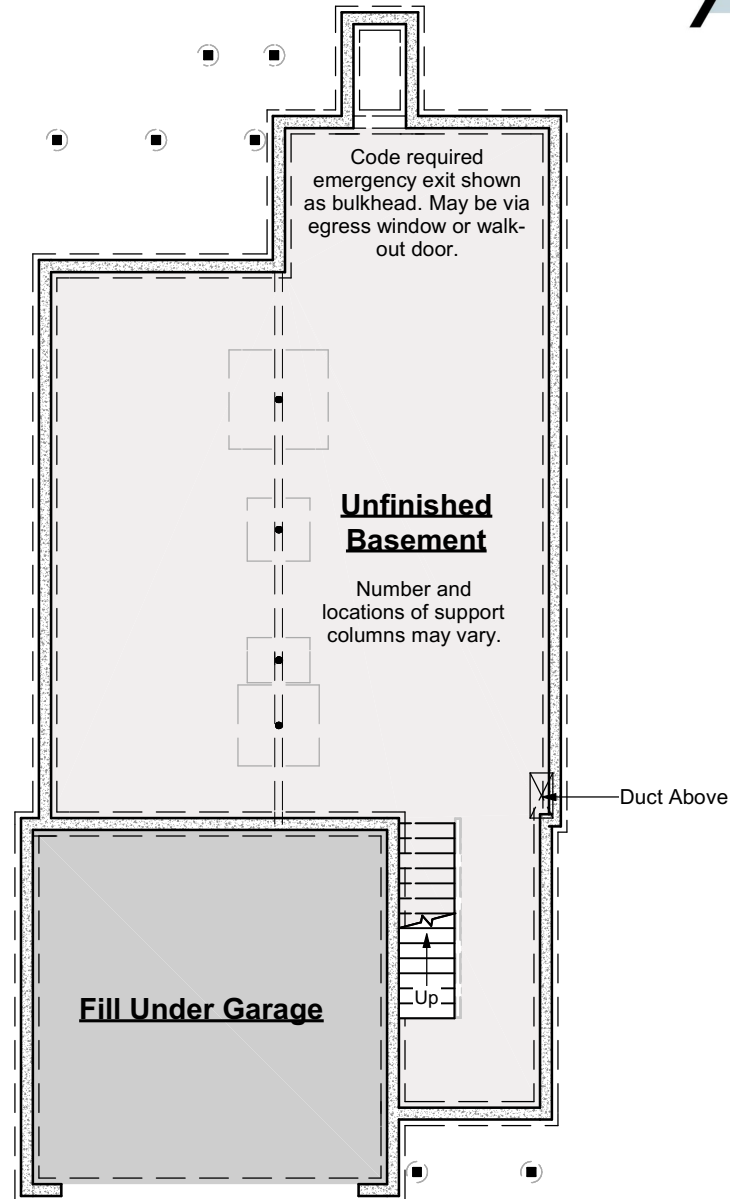 Code required
emergency exit shown
as bulkhead. May be via
egress window or walk-
out door.
Unfinished
Basement
Number and
locations of support
columns may vary.
Duct Above
Up
Fill Under Garage